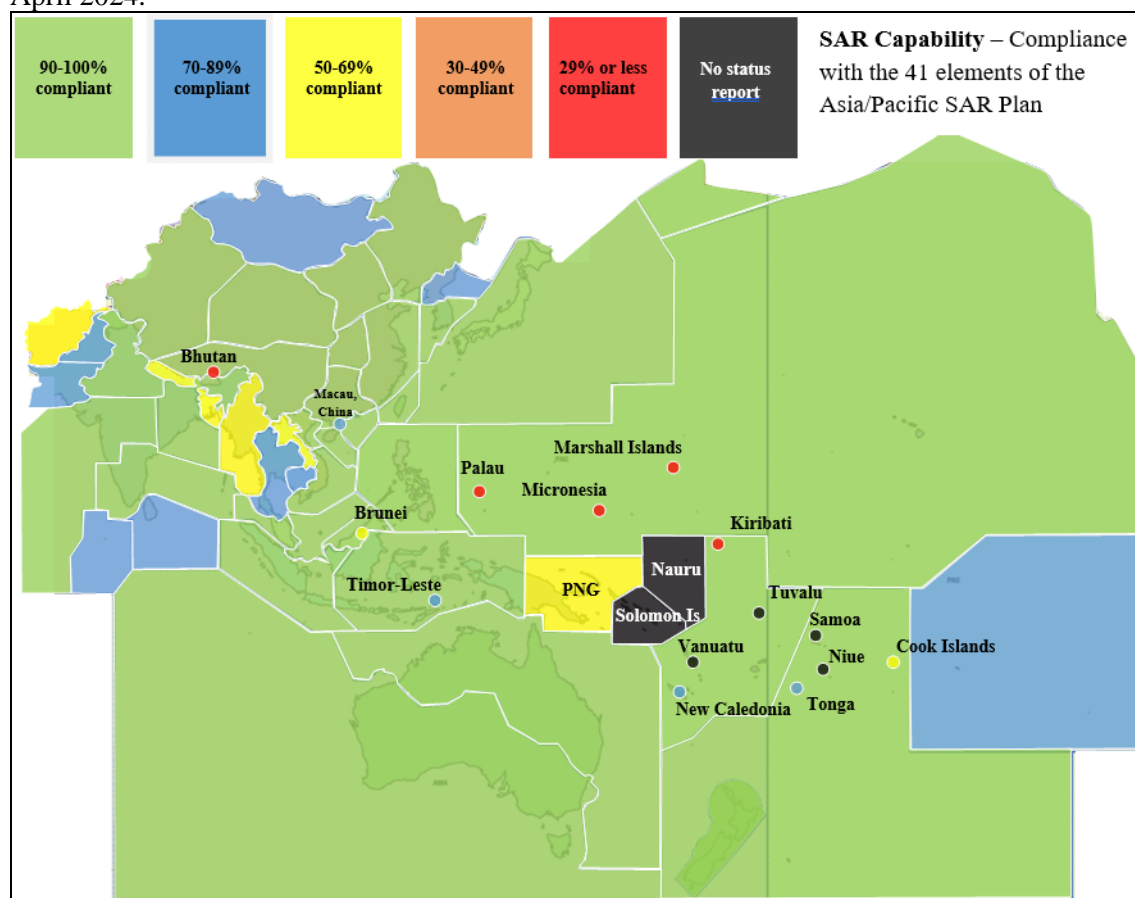 April 2024.
90-100%
compliant
70-89%
compliant
50-69%
compliant
30-49%
compliant
29% or less
compliant
No status
report
SAR Capability – Compliance
with the 41 elements of the
Asia/Pacific SAR Plan
Bhutan
Macau,
China
Marshall Islands
Palau
Micronesia
Brunei
Kiribati
Nauru
PNG
Timor-Leste
Tuvalu
Solomon Is
Samoa
Vanuatu
Cook Islands
Niue
New Caledonia
Tonga